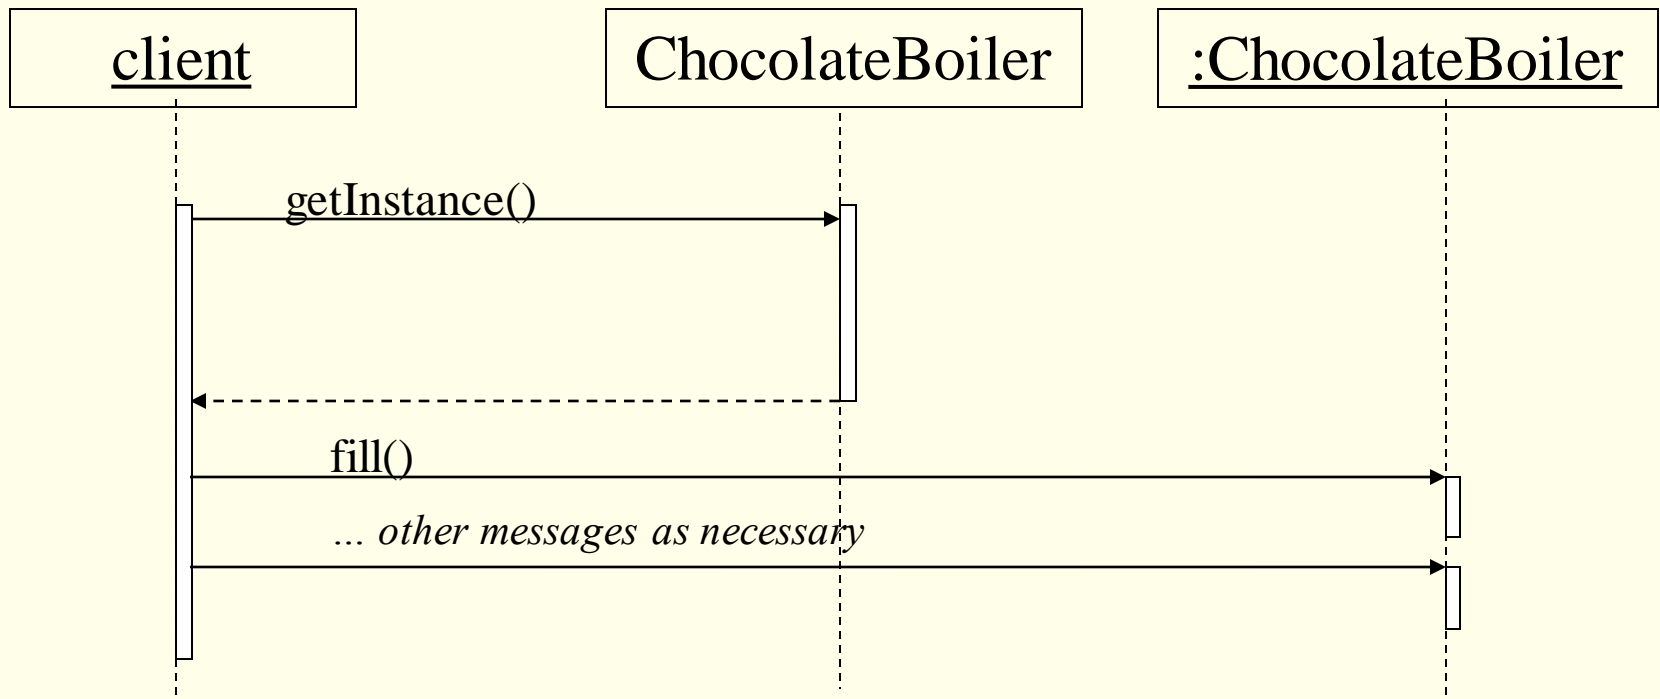 client
ChocolateBoiler
:ChocolateBoiler
getInstance()
fill()
... other messages as necessary